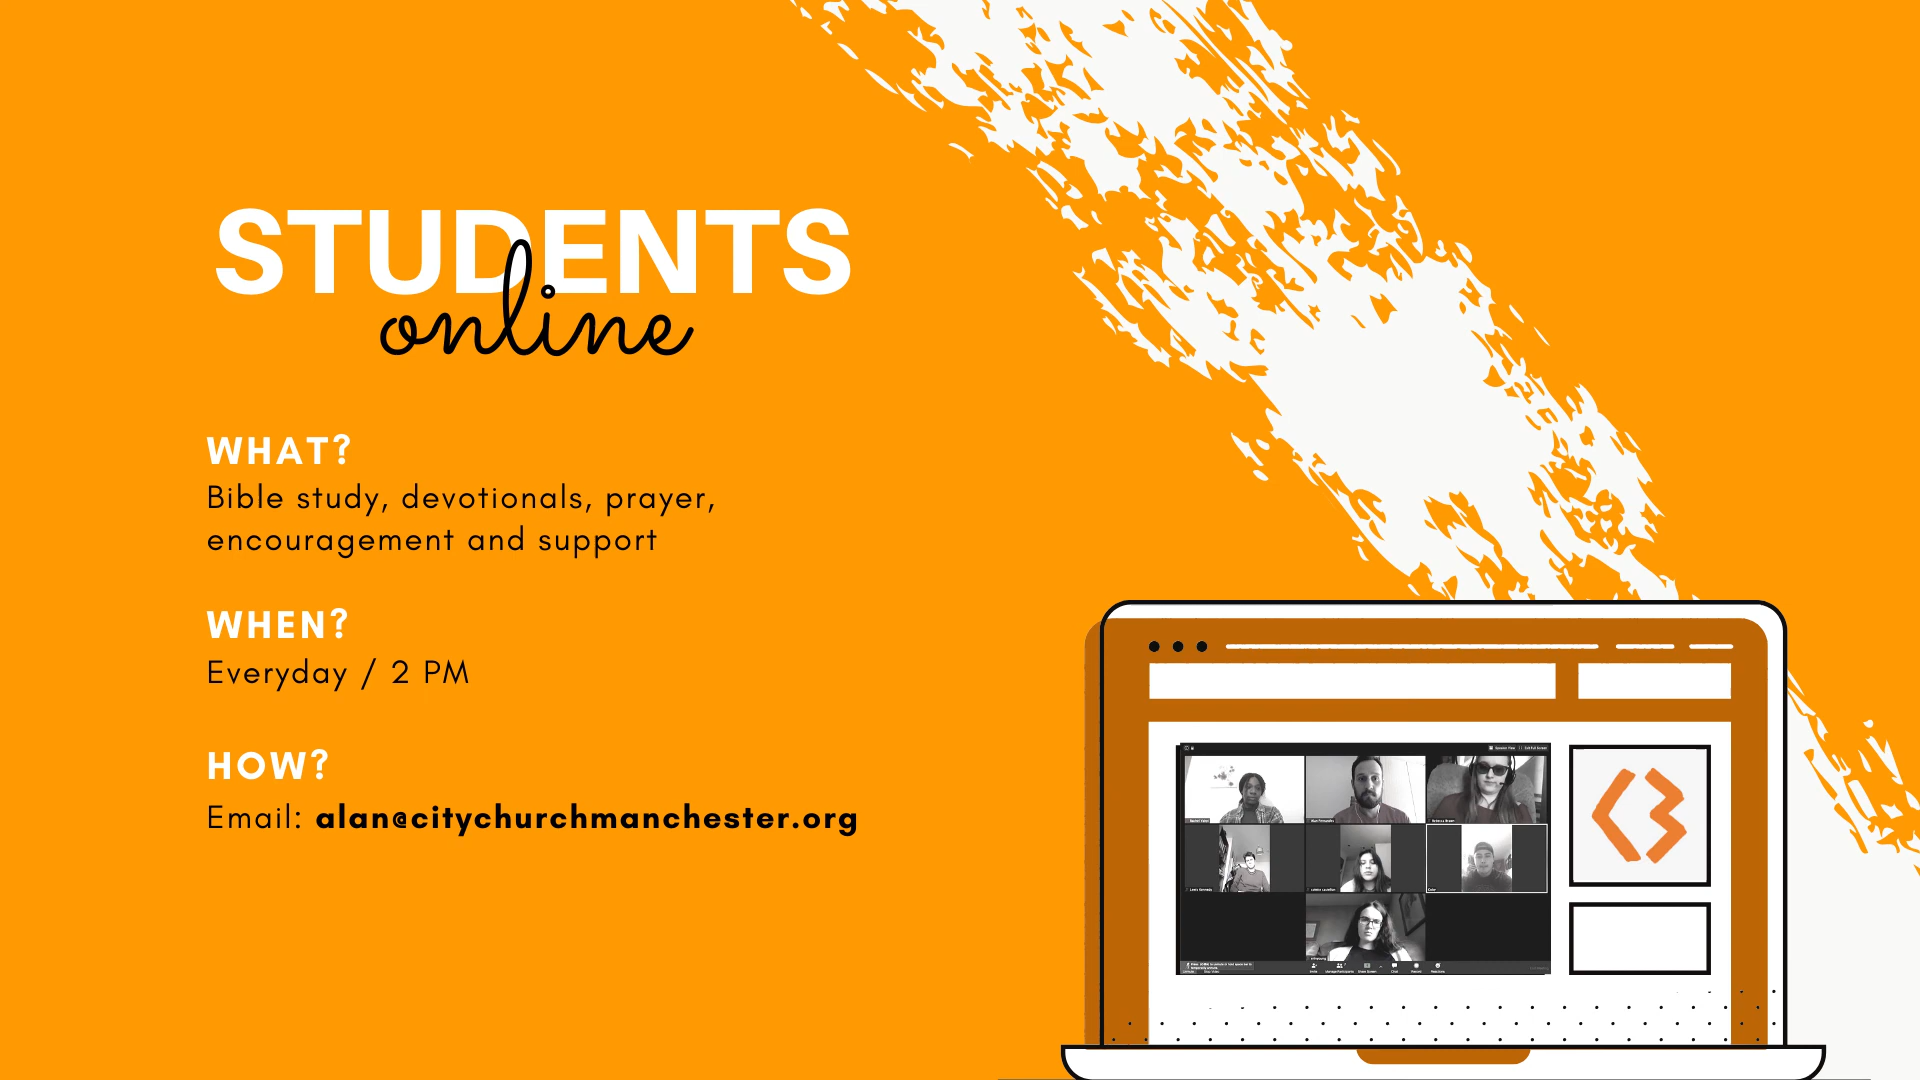 STUDENTS
online
WHAT?
Bible study, devotionals, prayer,
encouragement and support
WHEN?
Everyday / 2 PM
HOW?
Email: alan@citychurchmanchester.org